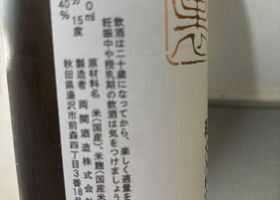 飲酒は二十歳になってから、楽しく適量を
妊娠中や授乳期の飲酒は気をつけましょう
原材料名 米(国産)、米麹(国産米
製造者 両関酒造株式会
秋田県湯沢市前森四丁目3番18
15度
40%